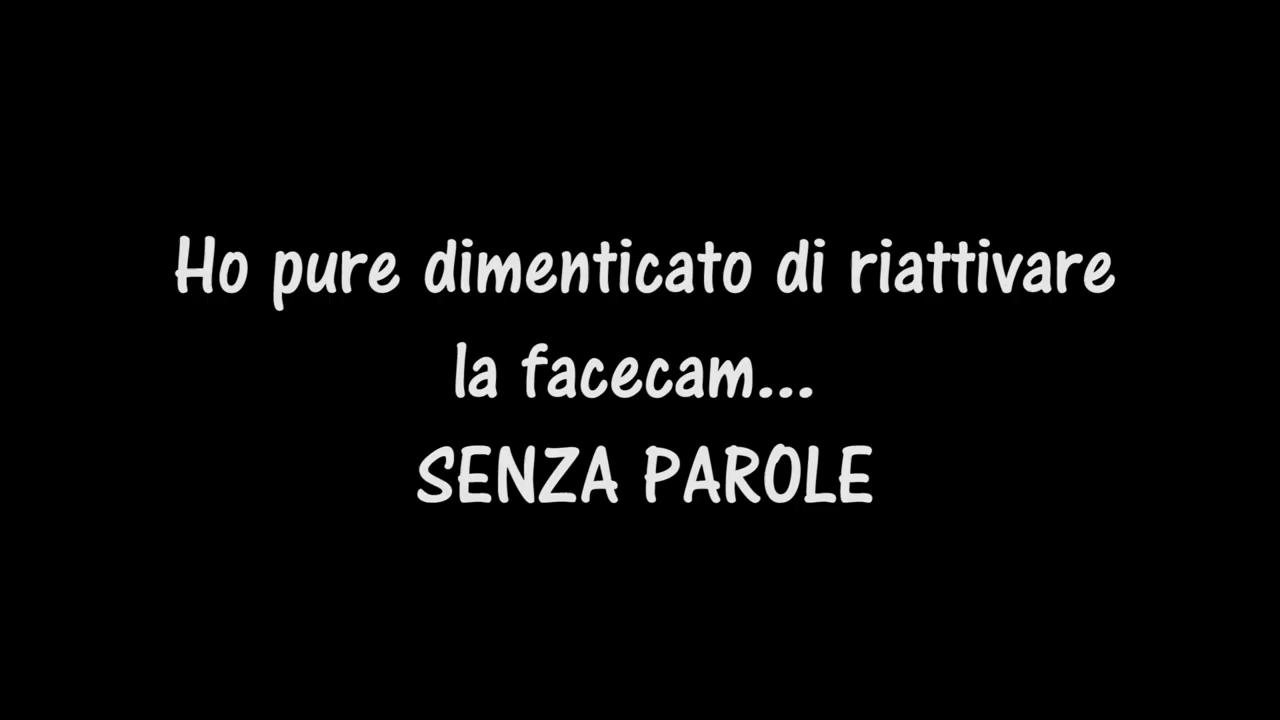 Ho pure dimenticato di riattivare
la facecam...
SENZA PAROLE